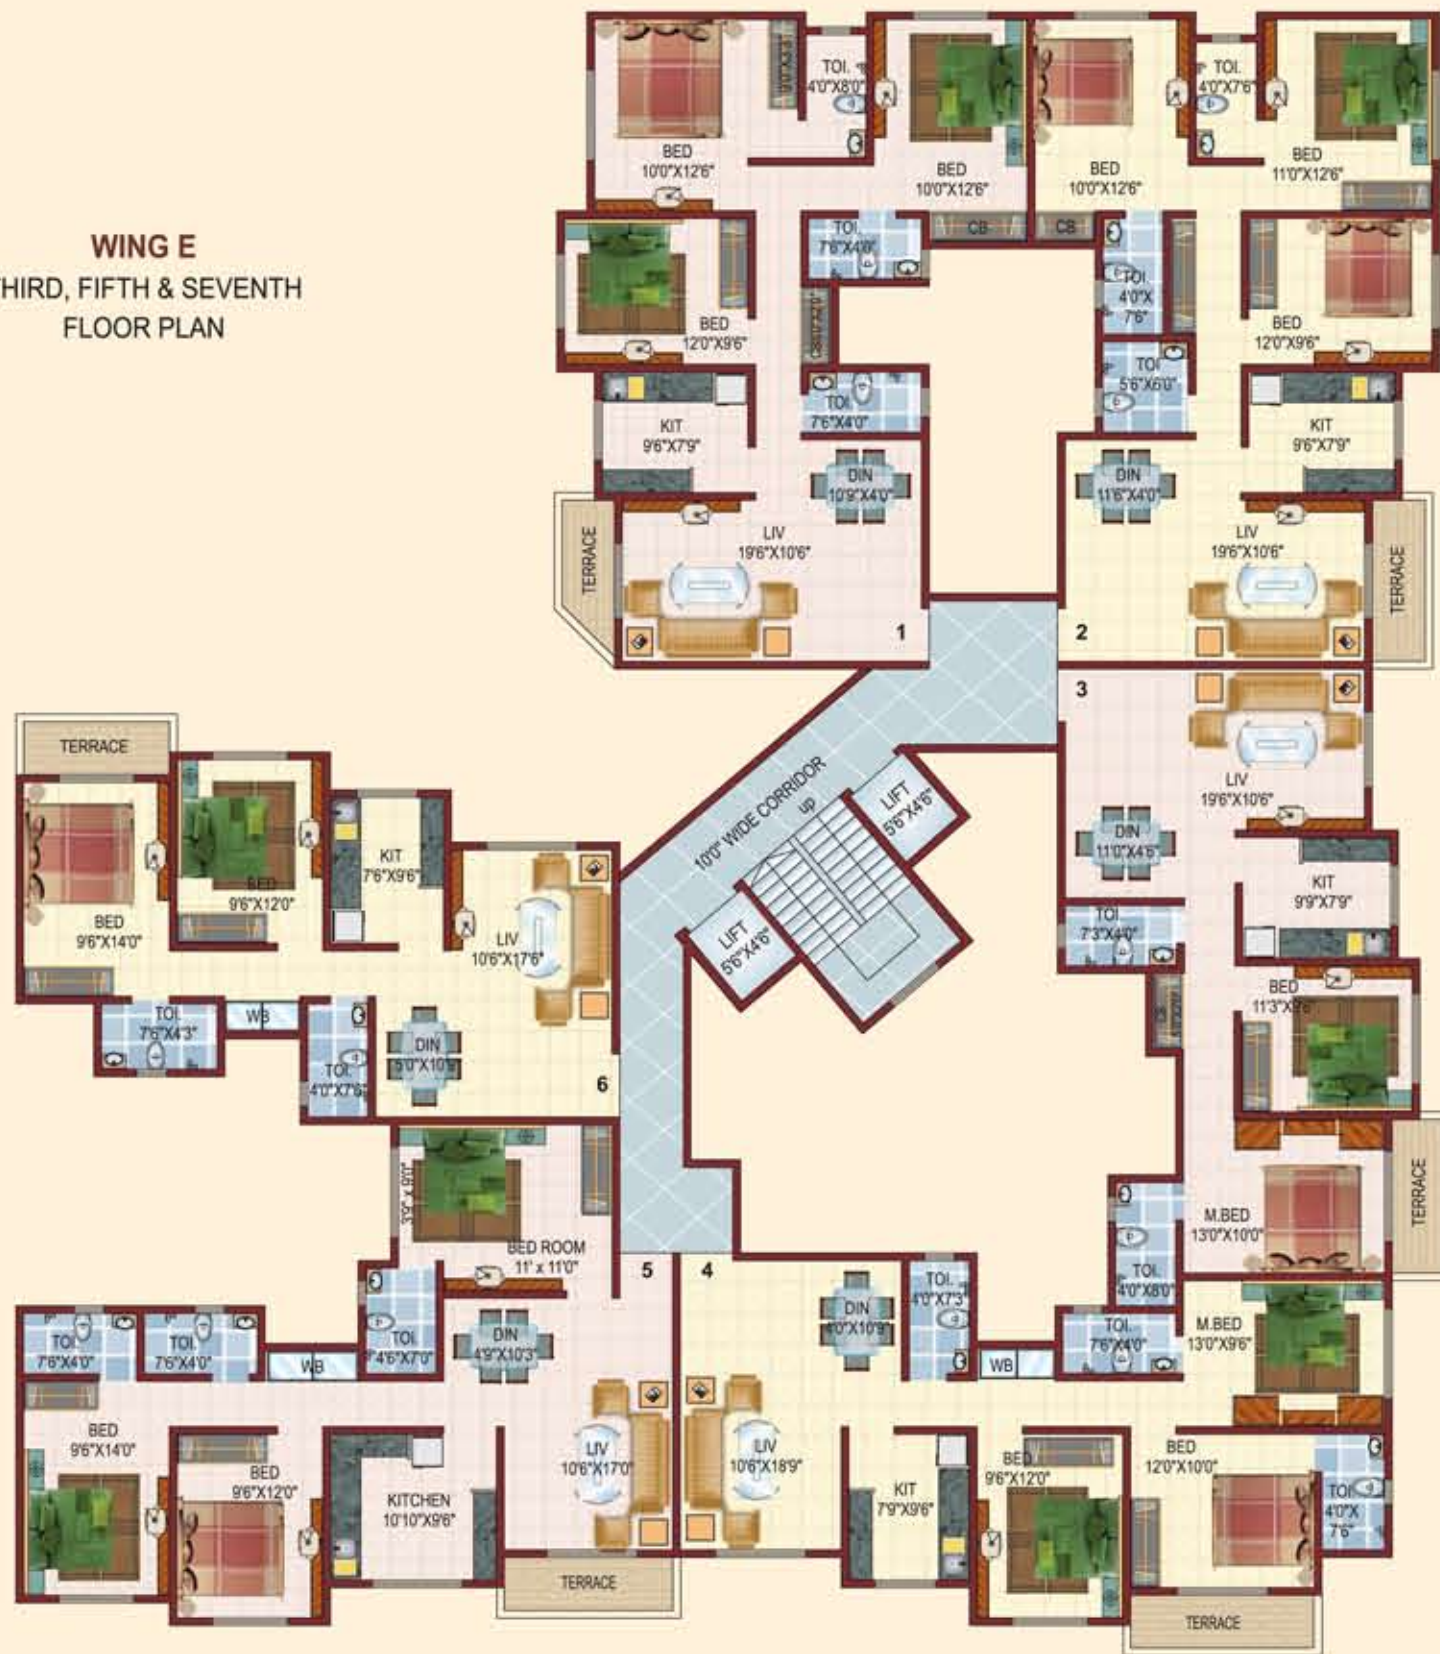 WING E
THIRD, FIFTH & SEVENTH
FLOOR PLAN
BED
10'0"X12'6"
TOI.
4'0"X8'0"
BED
10'0"X12'6"
BED
10'0"X12'6"
TOI.
4'0"X7'6"
BED
11'0"X12'6"
BED
12'0"X9'6"
TOI.
7'6"X4'0"
CB
CB
TOI.
4'0"X
7'6"
BED
12'0"X9'6"
KIT
9'6"X7'9"
TOI.
7'6"X4'0"
TOI.
5'6"X6'0"
KIT
9'6"X7'9"
DIN
10'9"X4'0"
DIN
11'6"X4'0"
TERRACE
LIV
19'6"X10'6"
LIV
19'6"X10'6"
TERRACE
1
2
3
LIV
19'6"X10'6"
DIN
11'0"X4'6"
10'0" WIDE CORRIDOR
up
LIFT
5'6"X4'6"
LIFT
5'6"X4'6"
KIT
9'9"X7'9"
TOI.
7'3"X4'0"
BED
11'3"X9'6"
M.BED
13'0"X10'0"
TERRACE
TOI.
4'0"X8'0"
TERRACE
BED
9'6"X14'0"
BED
9'6"X12'0"
KIT
7'6"X9'6"
LIV
10'6"X17'6"
TOI.
7'6"X4'3"
WB
TOI.
4'0"X7'6"
DIN
5'0"X10'9"
6
3'9" x 9'0"
BED ROOM
11' x 11'0"
5
4
TOI.
7'6"X4'0"
TOI.
7'6"X4'0"
WB
TOI.
4'6"X7'0"
DIN
4'9"X10'3"
BED
9'6"X14'0"
BED
9'6"X12'0"
KITCHEN
10'10"X9'6"
LIV
10'6"X17'0"
TERRACE
DIN
4'0"X10'9"
TOI.
4'0"X7'3"
WB
TOI.
7'6"X4'0"
M.BED
13'0"X9'6"
LIV
10'6"X18'9"
KIT
7'9"X9'6"
BED
9'6"X12'0"
BED
12'0"X10'0"
TOI.
4'0"X
7'6"
TERRACE